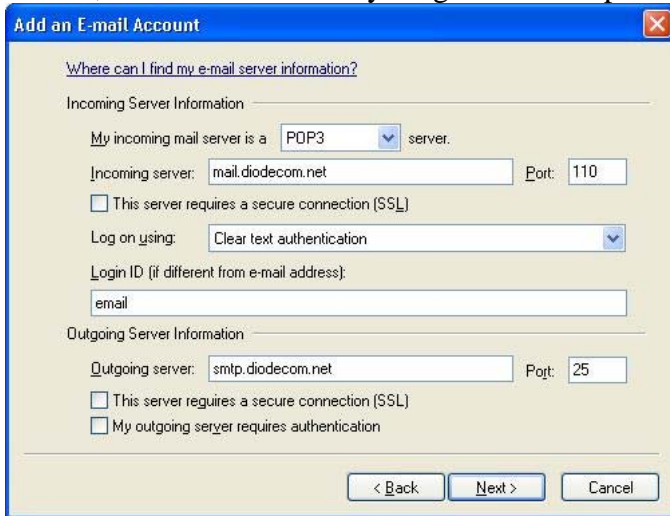 Add an E-mail Account
Where can I find my e-mail server information?
Incoming Server Information
My incoming mail server is a POP3 server.
Incoming server: mail.diodecom.net Port: 110
This server requires a secure connection (SSL)
Log on using: Clear text authentication
Login ID (if different from e-mail address):
email
Outgoing Server Information
Outgoing server: smtp.diodecom.net Port: 25
This server requires a secure connection (SSL)
My outgoing server requires authentication
< Back Next > Cancel